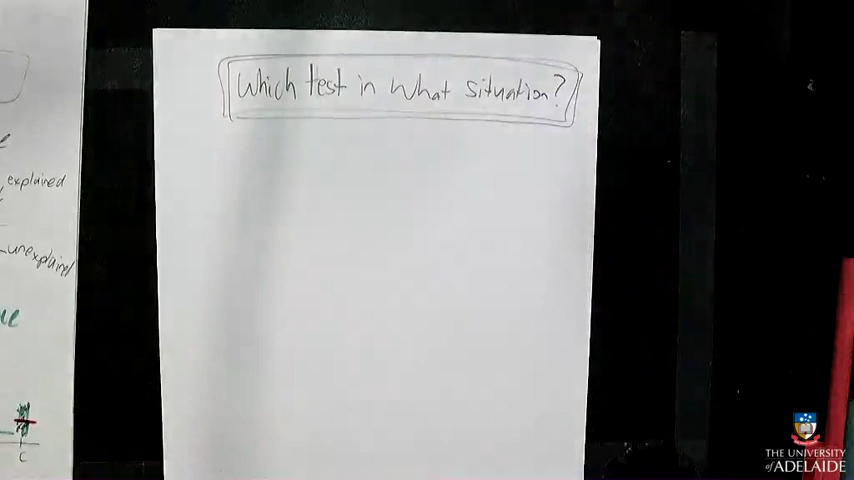 Which test in what situation?
explained
unexplained
C
THE UNIVERSITY
of ADELAIDE